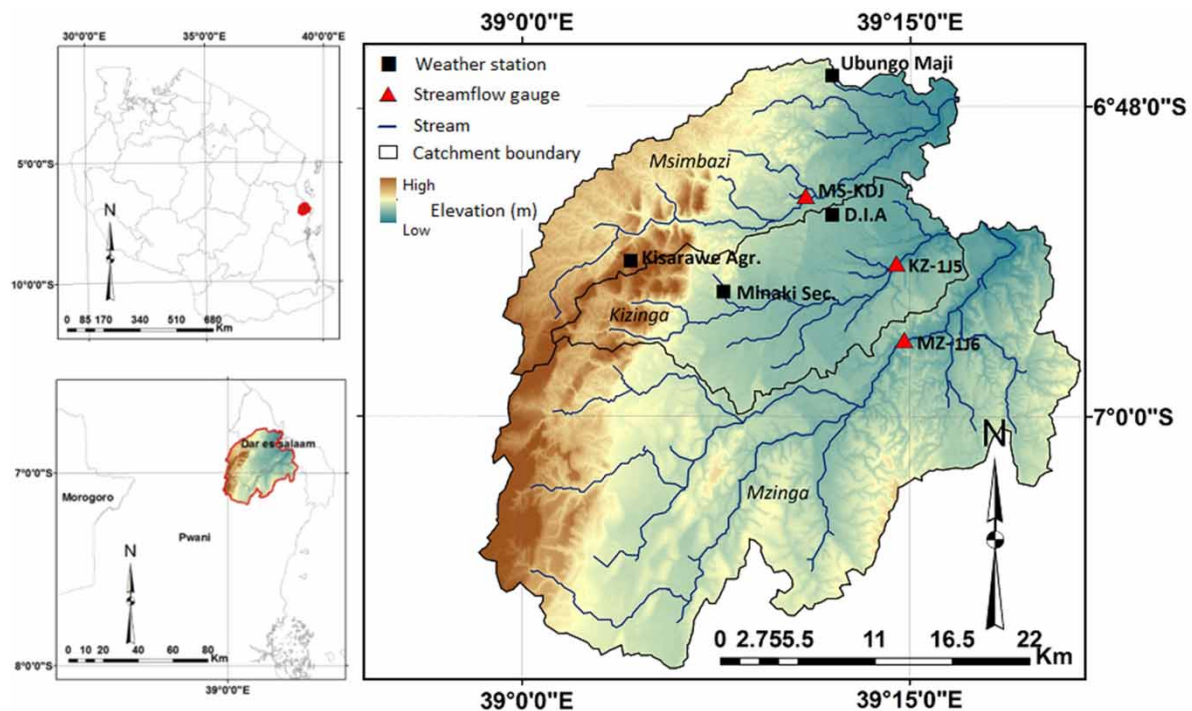 30°0'0"E 35°0'0"E 40°0'0"E
5°0'0"S
10°0'0"S
N
0 85 170 340 510 680
Km
7°0'0"S
8°0'0"S
39°0'0"E
Dar es salaam
Morogoro
Pwani
N
0 10 20 40 60 80
Km
39°0'0"E 39°15'0"E
Weather station
Streamflow gauge
Stream
Catchment boundary
High
Elevation (m)
Low
Ubungo Maji
6°48'0"S
Msimbazi
MS-KDJ
D.I.A
Kisarawe Agr.
KZ-1J5
Minaki Sec.
Kizinga
MZ-1J6
7°0'0"S
N
Mzinga
0 2.755.5 11 16.5 22
Km
39°0'0"E 39°15'0"E